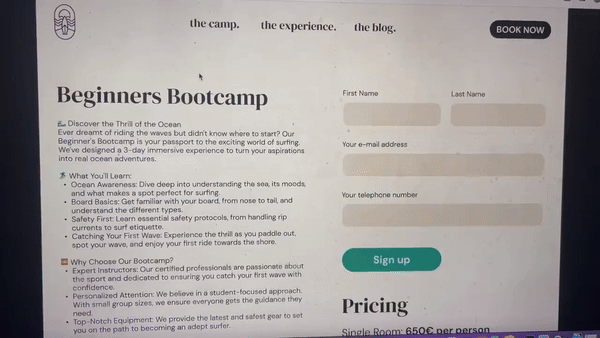 the camp.
the experience.
the blog.
BOOK NOW
Beginners Bootcamp
Discover the Thrill of the Ocean
Ever dreamt of riding the waves but didn't know where to start? Our
Beginner's Bootcamp is your passport to the exciting world of surfing.
We've designed a 3-day immersive experience to turn your aspirations
into real ocean adventures.
What You'll Learn:
• Ocean Awareness: Dive deep into understanding the sea, its moods,
and what makes a spot perfect for surfing.
• Board Basics: Get familiar with your board, from nose to tail, and
understand the different types.
• Safety First: Learn essential safety protocols, from handling rip
currents to surf etiquette.
• Catching Your First Wave: Experience the thrill as you paddle out,
spot your wave, and enjoy your first ride towards the shore.
Why Choose Our Bootcamp?
• Expert Instructors: Our certified professionals are passionate about
the sport and dedicated to ensuring you catch your first wave with
confidence.
• Personalized Attention: We believe in a student-focused approach.
With small group sizes, we ensure everyone gets the guidance they
need.
• Top-Notch Equipment: We provide the latest and safest gear to set
you on the path to becoming an adept surfer.
First Name
Last Name
Your e-mail address
Your telephone number
Sign up
Pricing
Single Room: 650€ per person